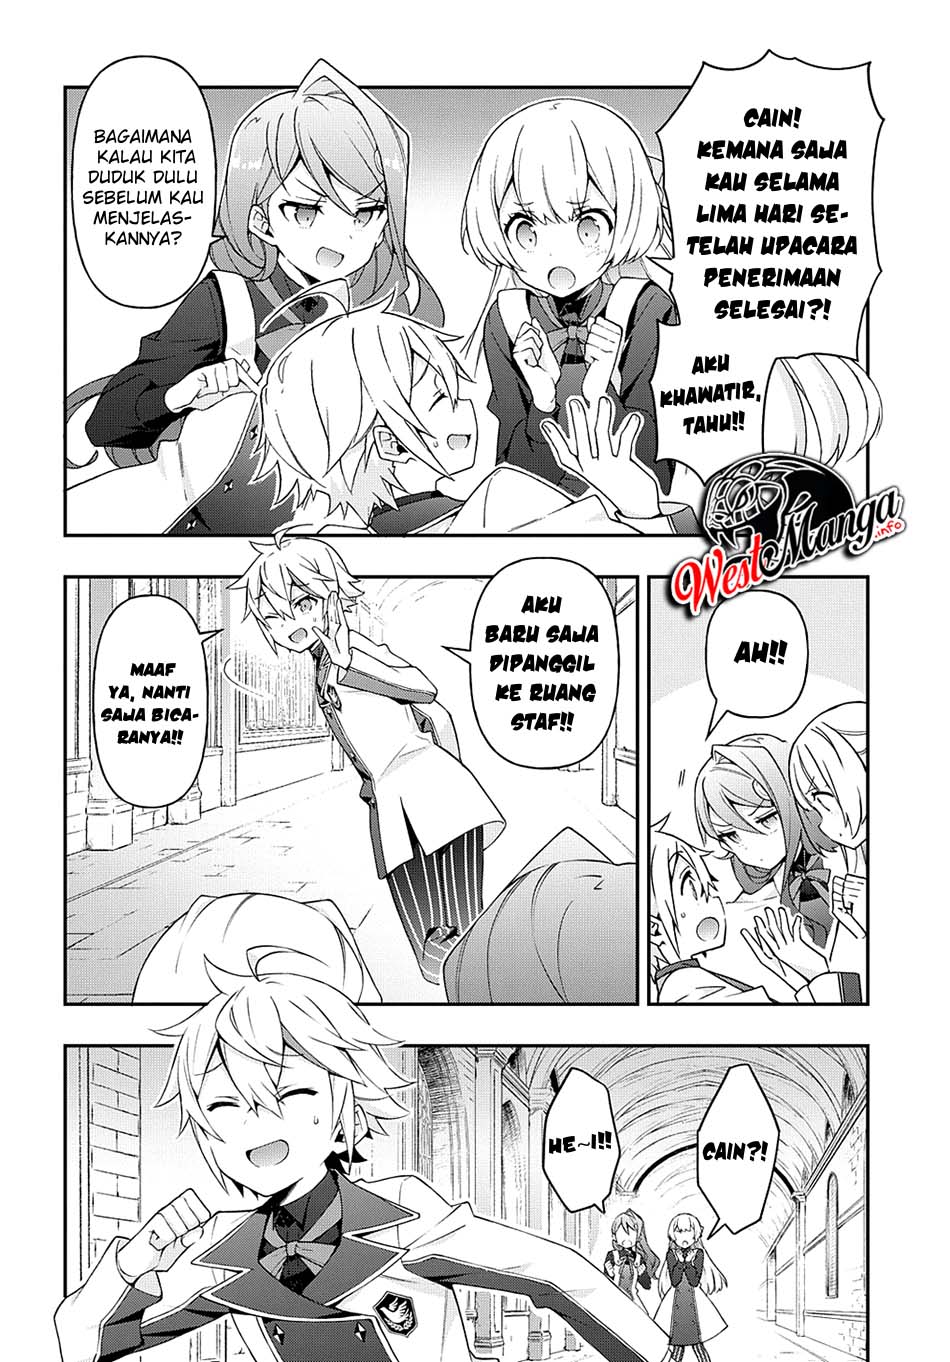 CAIN!
KEMANA SAJA
KAU SELAMA
LIMA HARI SE-
TELAH UPACARA
PENERIMAAN
SELESAI?!
AKU
KHAWATIR,
TAHU!!
BAGAIMANA
KALAU KITA
DUDUK DULU
SEBELUM KAU
MENJELAS-
KANNYA?
WestManga
.info
AH!!
AKU
BARU SAJA
DIPANGGIL
KE RUANG
STAF!!
MAAF
YA, NANTI
SAJA BICA-
RANYA!!
CAIN?!
HE~I!!